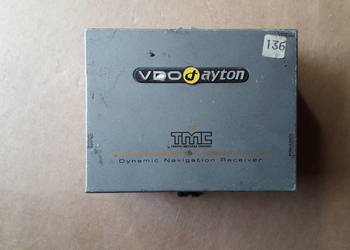 136
VDO dayton
TMC
Dynamic Navigation Receiver